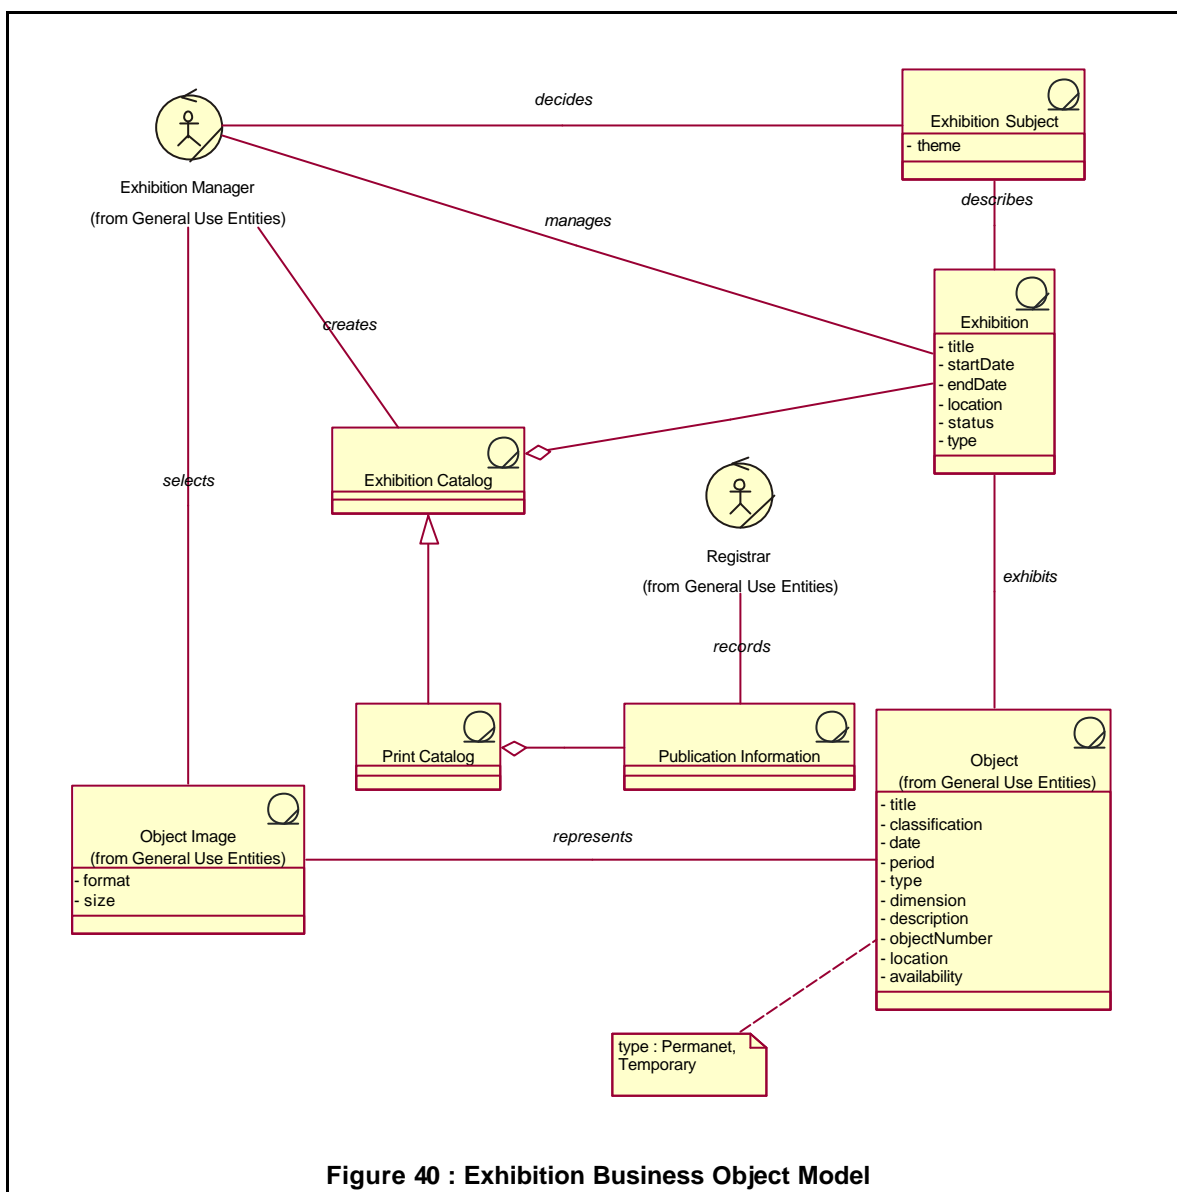 decides
Exhibition Subject
- theme
Exhibition Manager
(from General Use Entities)
describes
manages
Exhibition
- title
- startDate
- endDate
- location
- status
- type
creates
Exhibition Catalog
selects
Registrar
(from General Use Entities)
exhibits
records
Print Catalog
Publication Information
Object
(from General Use Entities)
- title
- classification
- date
- period
- type
- dimension
- description
- objectNumber
- location
- availability
Object Image
(from General Use Entities)
- format
- size
represents
type : Permanet,
Temporary
Figure 40 : Exhibition Business Object Model